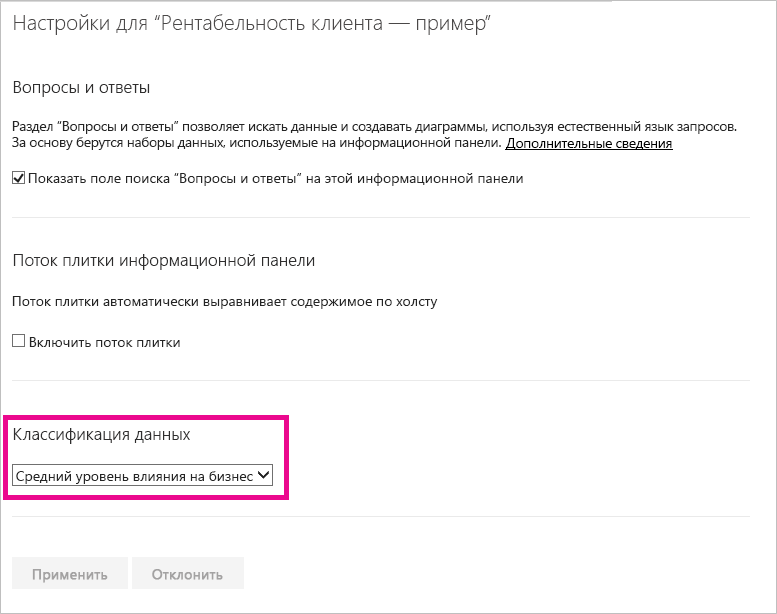 Настройки для “Рентабельность клиента — пример”
Вопросы и ответы
Раздел “Вопросы и ответы” позволяет искать данные и создавать диаграммы, используя естественный язык запросов.
За основу берутся наборы данных, используемые на информационной панели. Дополнительные сведения
Показать поле поиска “Вопросы и ответы” на этой информационной панели
Поток плитки информационной панели
Поток плитки автоматически выравнивает содержимое по холсту
Включить поток плитки
Классификация данных
Средний уровень влияния на бизнес
Применить Отклонить